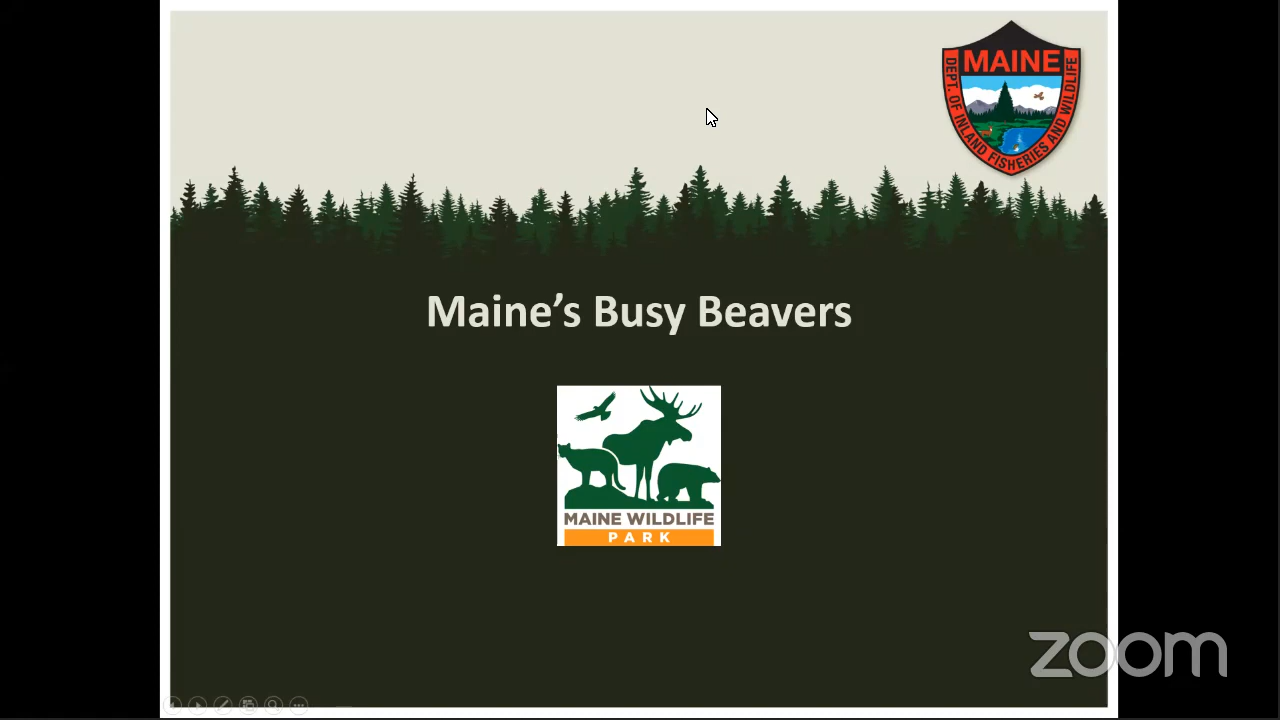 MAINE
DEPT. OF INLAND FISHERIES AND WILDLIFE
Maine's Busy Beavers
MAINE WILDLIFE
PARK
zoom